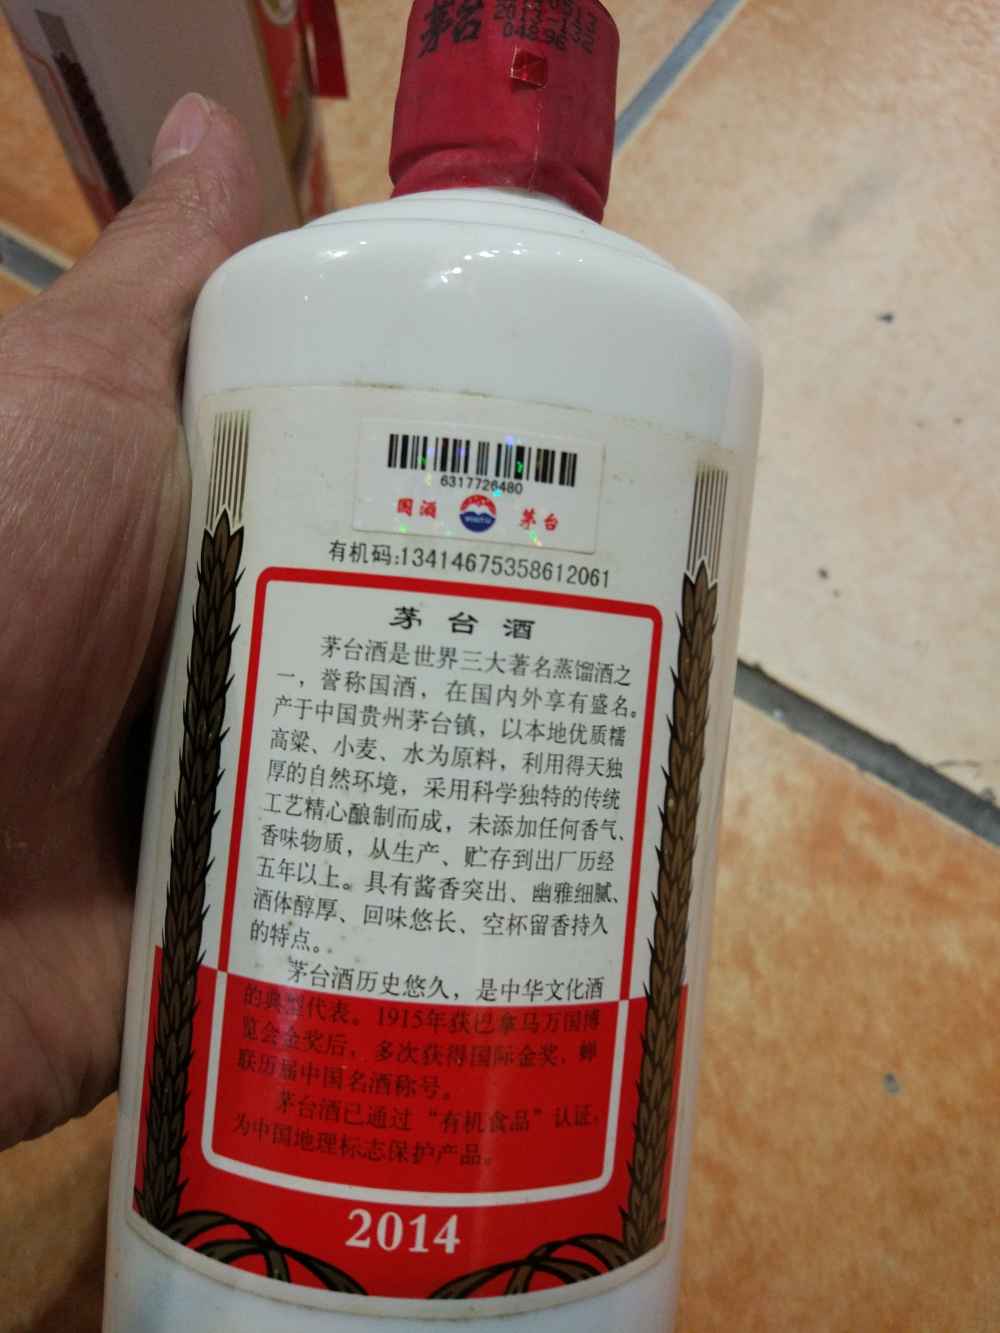 茅台
6317726480
国酒 茅台
有机码:13414675358612061
茅台酒
茅台酒是世界三大著名蒸馏酒之
一，誉称国酒，在国内外享有盛名。
产于中国贵州茅台镇，以本地优质糯
高粱、小麦、水为原料，利用得天独
厚的自然环境，采用科学独特的传统
工艺精心酿制而成，未添加任何香气、
香味物质，从生产、贮存到出厂历经
五年以上。具有酱香突出、幽雅细腻、
酒体醇厚、回味悠长、空杯留香持久
的特点。
茅台酒历史悠久，是中华文化酒
的典型代表。1915年获巴拿马万国博
览会金奖后，多次获得国际金奖，蝉
联历届中国名酒称号。
茅台酒已通过“有机食品”认证，
为中国地理标志保护产品。
2014